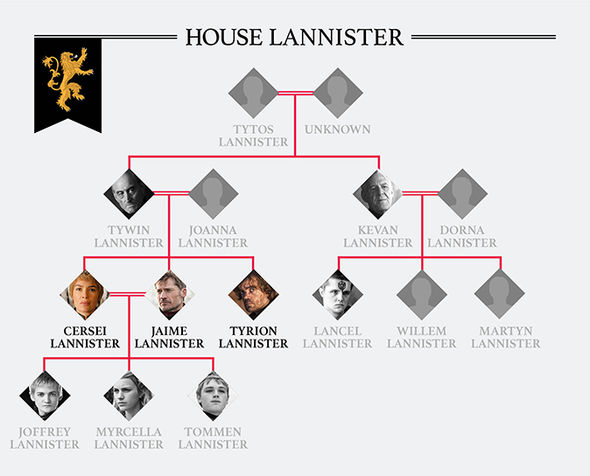 HOUSE LANNISTER
TYTOS
LANNISTER
UNKNOWN
TYWIN
LANNISTER
JOANNA
LANNISTER
KEVAN
LANNISTER
DORNA
LANNISTER
CERSEI
LANNISTER
JAIME
LANNISTER
TYRION
LANNISTER
LANCEL
LANNISTER
WILLEM
LANNISTER
MARTYN
LANNISTER
JOFFREY
LANNISTER
MYRCELLA
LANNISTER
TOMMEN
LANNISTER